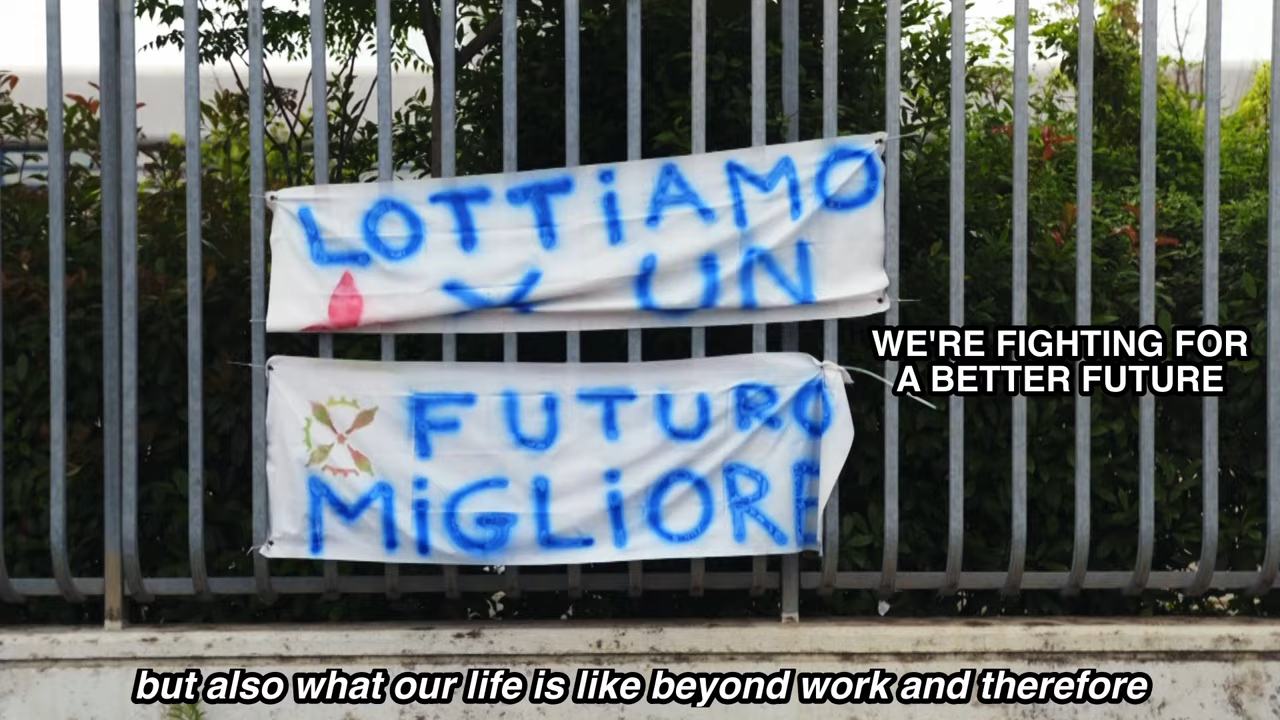 LOTTiAMO
X UN
FUTURO
MiGLiORE
WE'RE FIGHTING FOR
A BETTER FUTURE
but also what our life is like beyond work and therefore